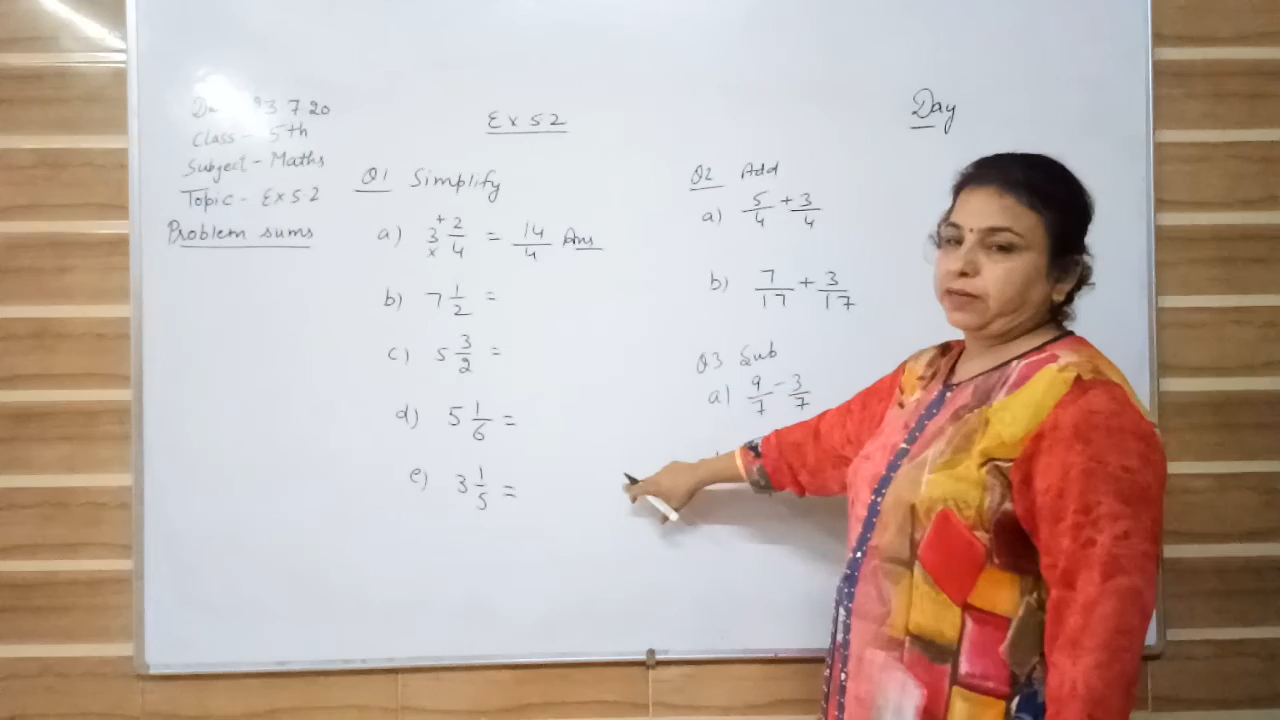 23 7 20
Class - 5th
Subject - Maths
Topic - Ex 5.2
Problem sums
Ex 5 2
Day
Q1 Simplify
a) 3 + × 2/4 = 14/4 Ans
b) 7 1/2 =
c) 5 3/2 =
d) 5 1/6 =
e) 3 1/5 =
Q2 Add
a) 5/4 + 3/4
b) 7/17 + 3/17
Q3 Sub
a) 9/7 - 3/7